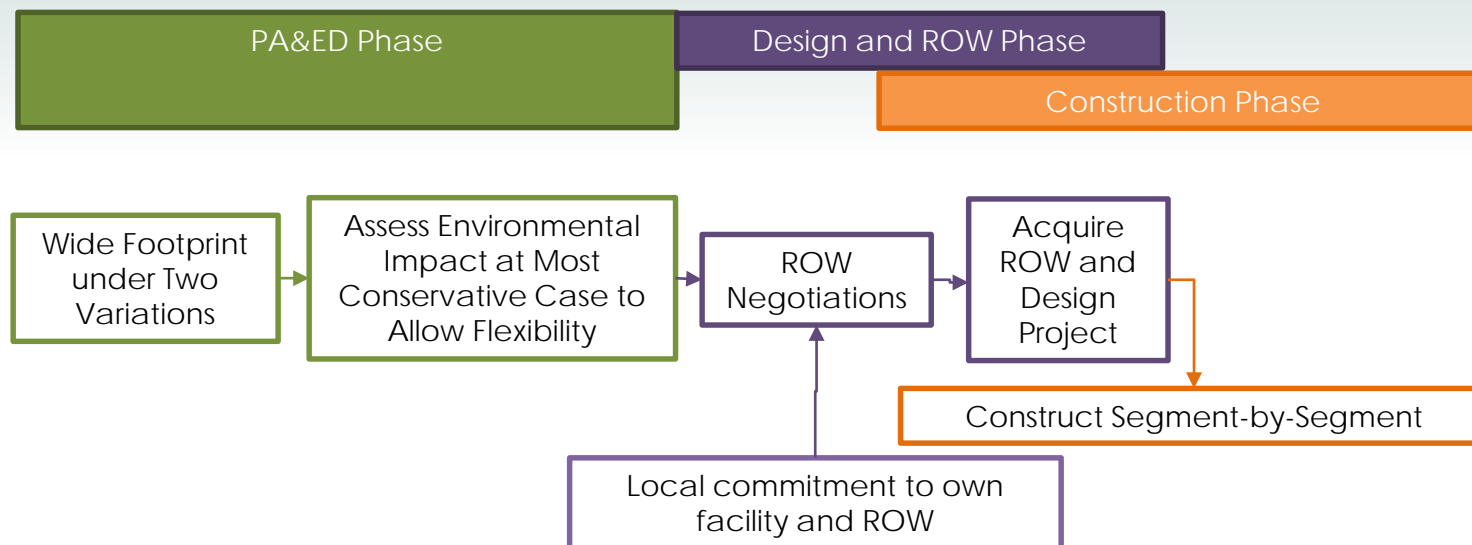 PA&ED Phase
Design and ROW Phase
Construction Phase
Wide Footprint
under Two
Variations
Assess Environmental
Impact at Most
Conservative Case to
Allow Flexibility
ROW
Negotiations
Acquire
ROW and
Design
Project
Construct Segment-by-Segment
Local commitment to own
facility and ROW